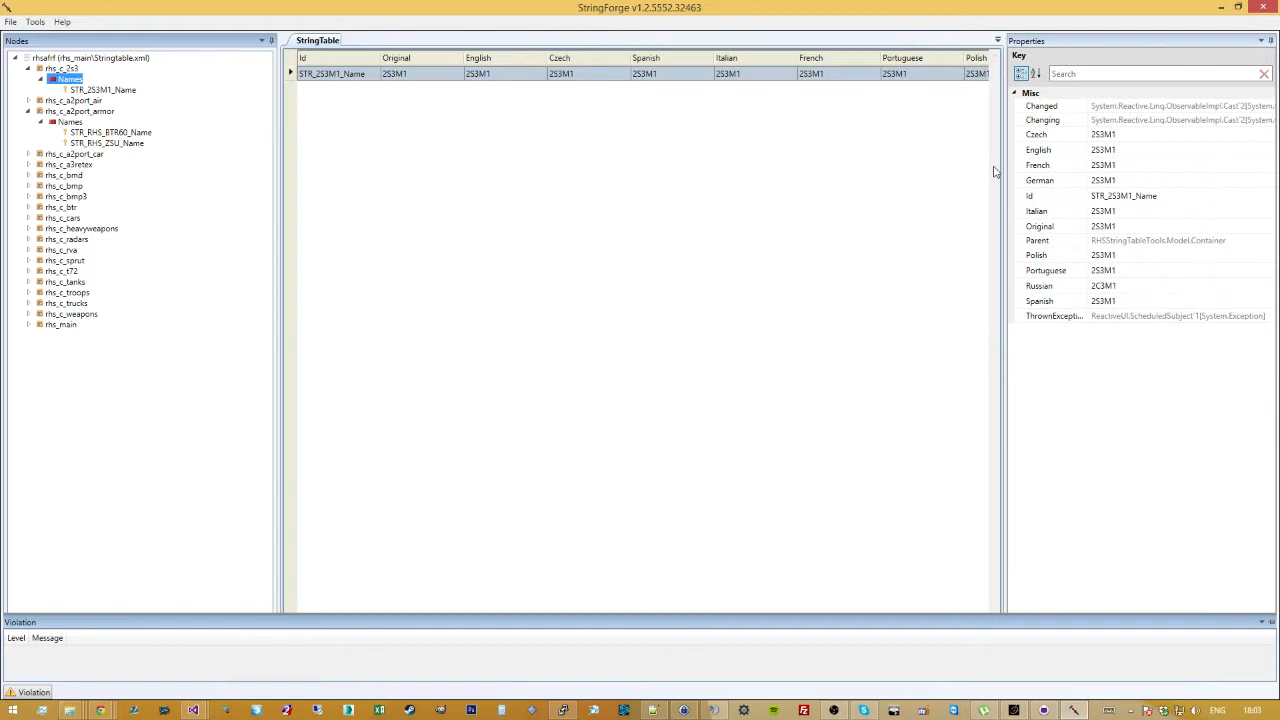 StringForge v1.2.5552.32463
File Tools Help
Nodes
rhsafrf (rhs_main\Stringtable.xml)
rhs_c_2s3
Names
STR_2S3M1_Name
rhs_c_a2port_air
rhs_c_a2port_armor
Names
STR_RHS_BTR60_Name
STR_RHS_ZSU_Name
rhs_c_a2port_car
rhs_c_a3retex
rhs_c_bmd
rhs_c_bmp
rhs_c_bmp3
rhs_c_btr
rhs_c_cars
rhs_c_heavyweapons
rhs_c_radars
rhs_c_rva
rhs_c_sprut
rhs_c_t72
rhs_c_tanks
rhs_c_troops
rhs_c_trucks
rhs_c_weapons
rhs_main
StringTable
Id Original English Czech Spanish Italian French Portuguese Polish
STR_2S3M1_Name 2S3M1 2S3M1 2S3M1 2S3M1 2S3M1 2S3M1 2S3M1 2S3M1
Properties
Key
Search
Misc
Changed System.Reactive.Linq.ObservableImpl.Cast`2[System.
Changing System.Reactive.Linq.ObservableImpl.Cast`2[System.
Czech 2S3M1
English 2S3M1
French 2S3M1
German 2S3M1
Id STR_2S3M1_Name
Italian 2S3M1
Original 2S3M1
Parent RHSStringTableTools.Model.Container
Polish 2S3M1
Portuguese 2S3M1
Russian 2C3M1
Spanish 2S3M1
ThrownExcepti... ReactiveUI.ScheduledSubject`1[System.Exception]
Violation
Level Message
Violation
ENG 18:03